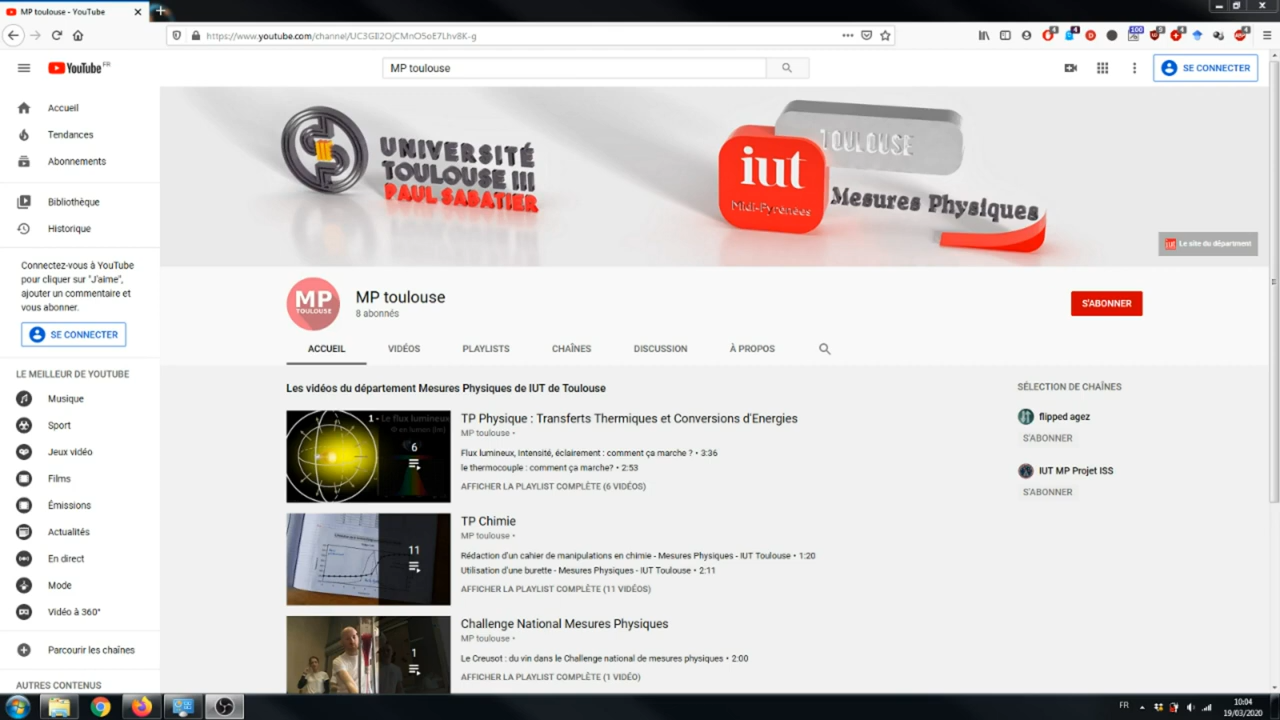 MP toulouse - YouTube
YouTube FR
MP toulouse
SE CONNECTER
Accueil
Tendances
Abonnements
Bibliothèque
Historique
Connectez-vous à YouTube
pour cliquer sur "J'aime",
ajouter un commentaire et
vous abonner.
SE CONNECTER
LE MEILLEUR DE YOUTUBE
Musique
Sport
Jeux vidéo
Films
Émissions
Actualités
En direct
Mode
Vidéo à 360°
Parcourir les chaînes
AUTRES CONTENUS
UNIVERSITÉ
TOULOUSE III
PAUL SABATIER
TOULOUSE
iut
Midi-Pyrénées
Mesures Physiques
iut Le site du départment
MP
TOULOUSE
MP toulouse
8 abonnés
S'ABONNER
ACCUEIL VIDÉOS PLAYLISTS CHAÎNES DISCUSSION À PROPOS
Les vidéos du département Mesures Physiques de IUT de Toulouse
1 - Le flux lumineux
6
TP Physique : Transferts Thermiques et Conversions d'Energies
MP toulouse •
Flux lumineux, Intensité, éclairement : comment ça marche ? • 3:36
le thermocouple : comment ça marche? • 2:53
AFFICHER LA PLAYLIST COMPLÈTE (6 VIDÉOS)
11
TP Chimie
MP toulouse •
Rédaction d'un cahier de manipulations en chimie - Mesures Physiques - IUT Toulouse • 1:20
Utilisation d'une burette - Mesures Physiques - IUT Toulouse • 2:11
AFFICHER LA PLAYLIST COMPLÈTE (11 VIDÉOS)
1
Challenge National Mesures Physiques
MP toulouse •
Le Creusot : du vin dans le Challenge national de mesures physiques • 2:00
AFFICHER LA PLAYLIST COMPLÈTE (1 VIDÉO)
SÉLECTION DE CHAÎNES
flipped agez
S'ABONNER
IUT MP Projet ISS
S'ABONNER
FR
10:04
19/03/2020